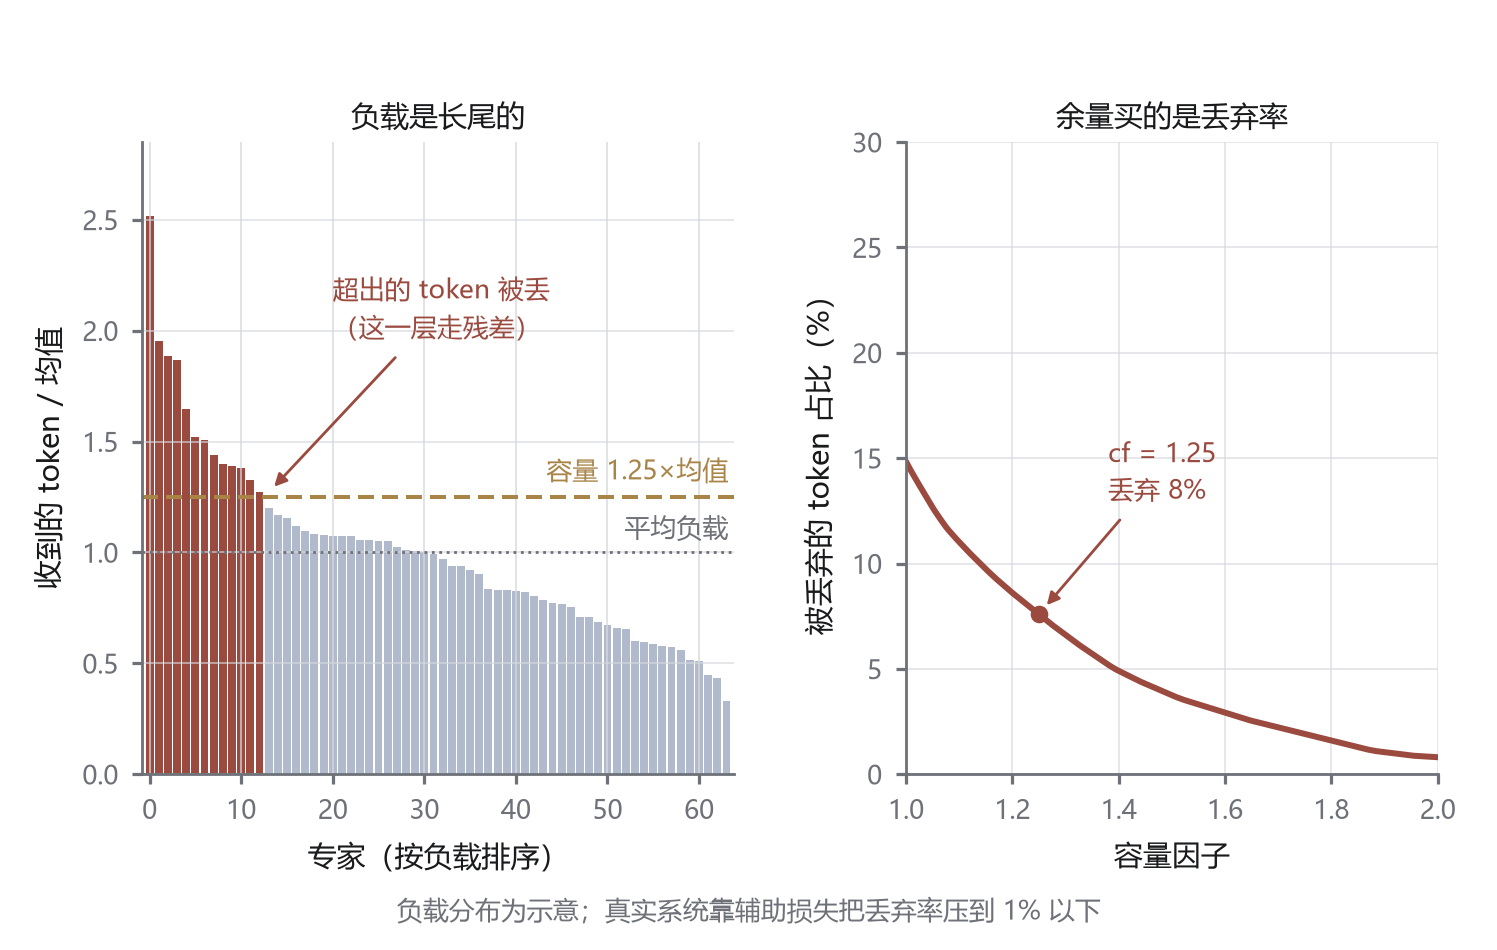 负载是长尾的
收到的 token / 均值
2.5
2.0
1.5
1.0
0.5
0.0
超出的 token 被丢
（这一层走残差）
容量 1.25×均值
平均负载
0 10 20 30 40 50 60
专家（按负载排序）
余量买的是丢弃率
被丢弃的 token 占比（%）
30
25
20
15
10
5
0
cf = 1.25
丢弃 8%
1.0 1.2 1.4 1.6 1.8 2.0
容量因子
负载分布为示意；真实系统靠辅助损失把丢弃率压到 1% 以下